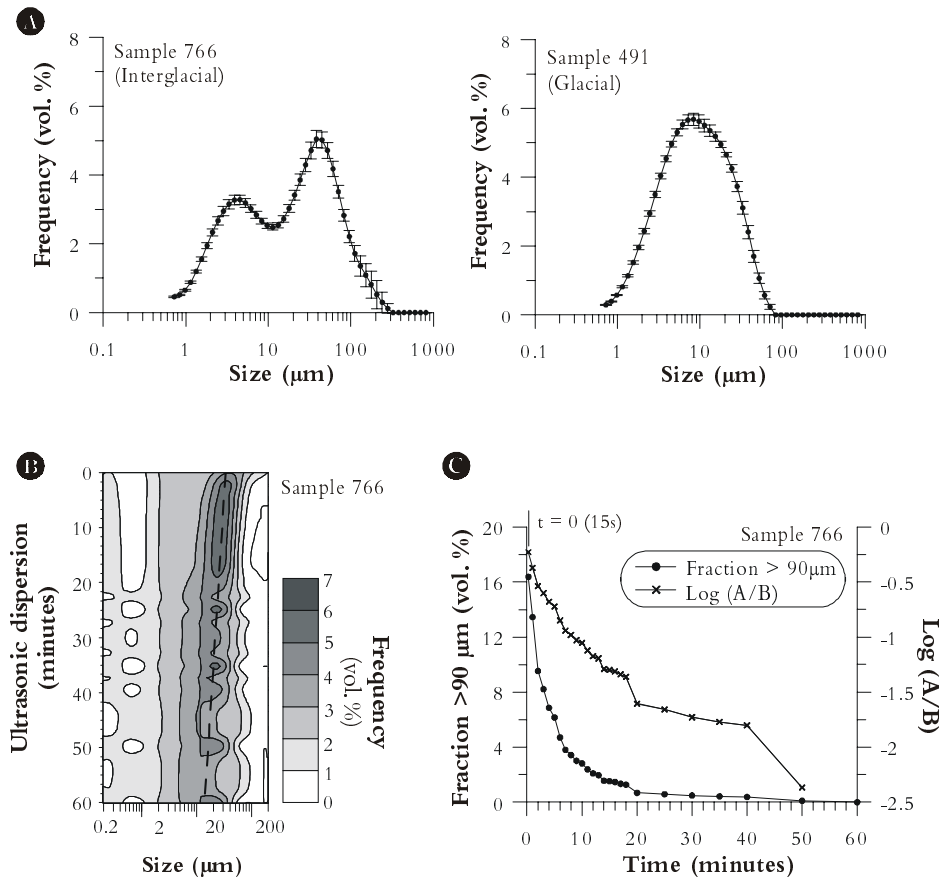 A
Sample 766
(Interglacial)
Frequency (vol. %)
8
6
4
2
0
0.1 1 10 100 1000
Size (μm)
Sample 491
(Glacial)
Frequency (vol. %)
8
6
4
2
0
0.1 1 10 100 1000
Size (μm)
B
Sample 766
Ultrasonic dispersion
(minutes)
0
10
20
30
40
50
60
0.2 2 20 200
Size (μm)
7
6
5
4
3
2
1
0
Frequency
(vol.%)
C
t = 0 (15s)
Sample 766
Fraction > 90μm
Log (A/B)
Fraction >90 μm (vol. %)
20
16
12
8
4
0
0 10 20 30 40 50 60
Time (minutes)
0
-0.5
-1
-1.5
-2
-2.5
Log (A/B)